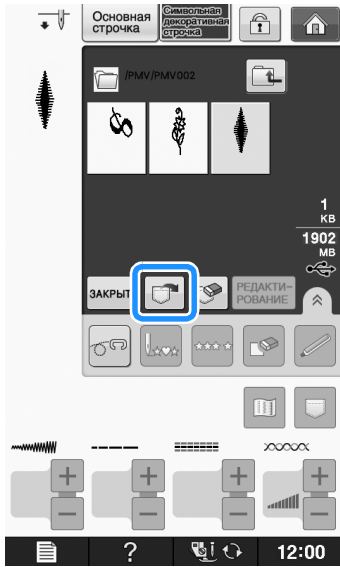 Основная
строчка
Символьная
декоративная
строчка
/PMV/PMV002
1
KB
1902
MB
ЗАКРЫТ
РЕДАКТИ-
РОВАНИЕ
?
12:00